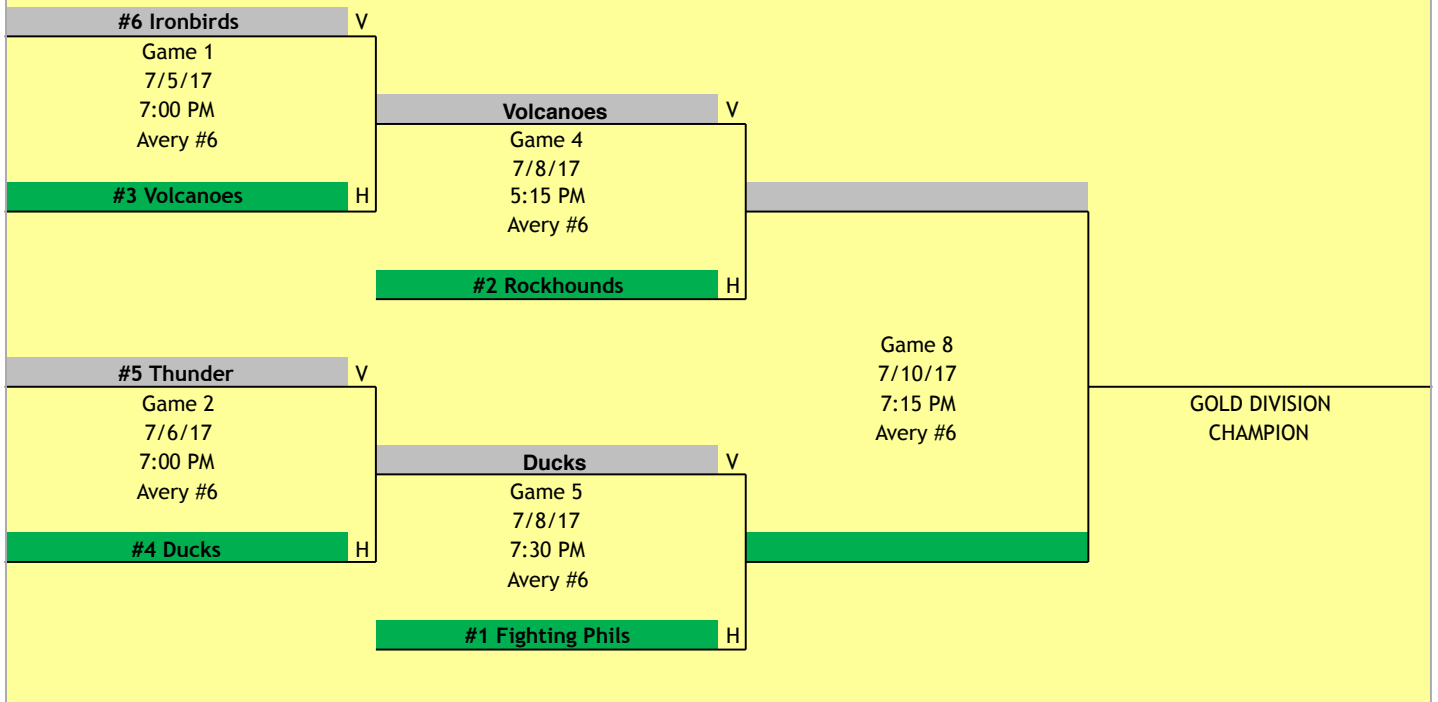 #6 Ironbirds V
Game 1
7/5/17
7:00 PM
Avery #6
#3 Volcanoes H
Volcanoes V
Game 4
7/8/17
5:15 PM
Avery #6
#2 Rockhounds H
#5 Thunder V
Game 2
7/6/17
7:00 PM
Avery #6
#4 Ducks H
Ducks V
Game 5
7/8/17
7:30 PM
Avery #6
#1 Fighting Phils H
Game 8
7/10/17
7:15 PM
Avery #6
GOLD DIVISION
CHAMPION